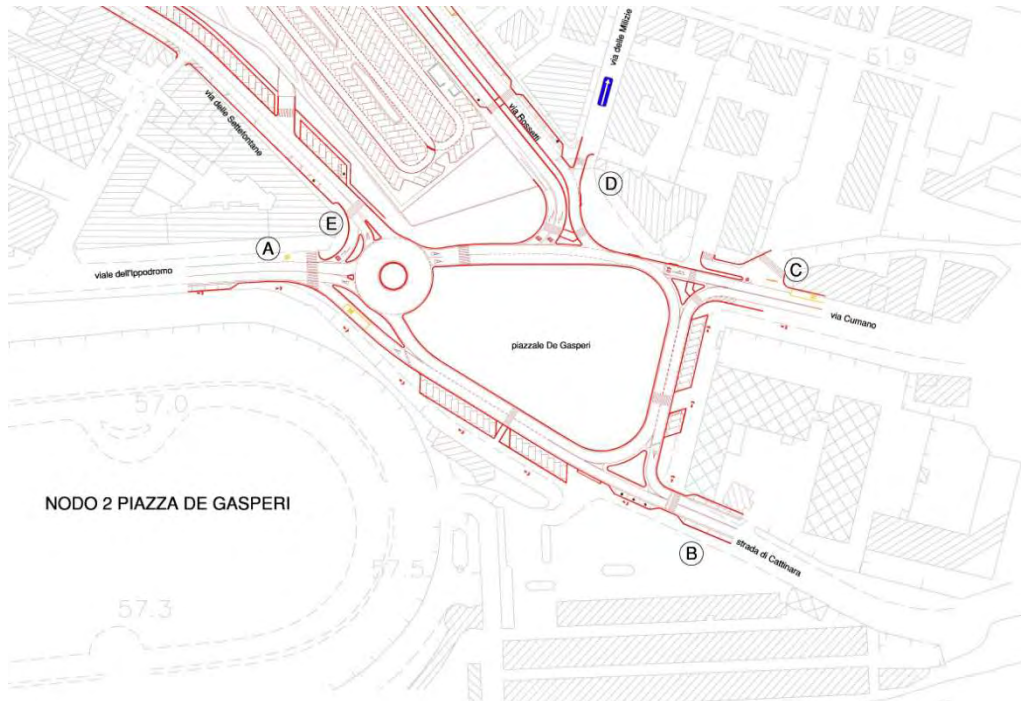 via delle Milizie
51.9
via Rossetti
via delle Settefontane
D
E
A
viale dell'Ippodromo
C
via Cumano
piazzale De Gasperi
57.0
NODO 2 PIAZZA DE GASPERI
B
strada di Cattinara
57.5
57.3